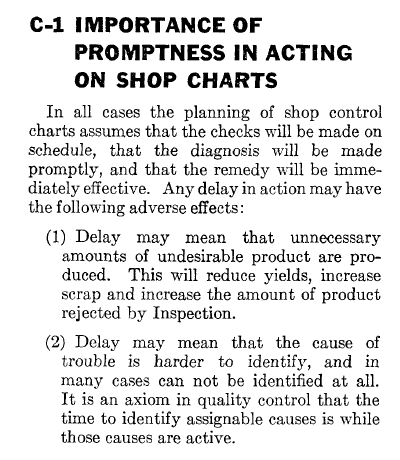 C-1 IMPORTANCE OF
PROMPTNESS IN ACTING
ON SHOP CHARTS
In all cases the planning of shop control
charts assumes that the checks will be made on
schedule, that the diagnosis will be made
promptly, and that the remedy will be imme-
diately effective. Any delay in action may have
the following adverse effects:
(1) Delay may mean that unnecessary
amounts of undesirable product are pro-
duced. This will reduce yields, increase
scrap and increase the amount of product
rejected by Inspection.
(2) Delay may mean that the cause of
trouble is harder to identify, and in
many cases can not be identified at all.
It is an axiom in quality control that the
time to identify assignable causes is while
those causes are active.